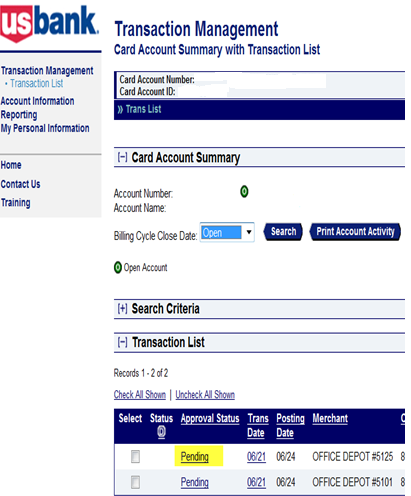 usbank.
Transaction Management
Card Account Summary with Transaction List
Transaction Management
• Transaction List
Account Information
Reporting
My Personal Information
Home
Contact Us
Training
Card Account Number:
Card Account ID:
» Trans List
[–] Card Account Summary
Account Number:
Account Name:
Billing Cycle Close Date: Open Search Print Account Activity
Open Account
[+] Search Criteria
[–] Transaction List
Records 1 - 2 of 2
Check All Shown | Uncheck All Shown
Select Status Approval Status Trans Date Posting Date Merchant
Pending 06/21 06/24 OFFICE DEPOT #5125 8
Pending 06/21 06/24 OFFICE DEPOT #5101 8